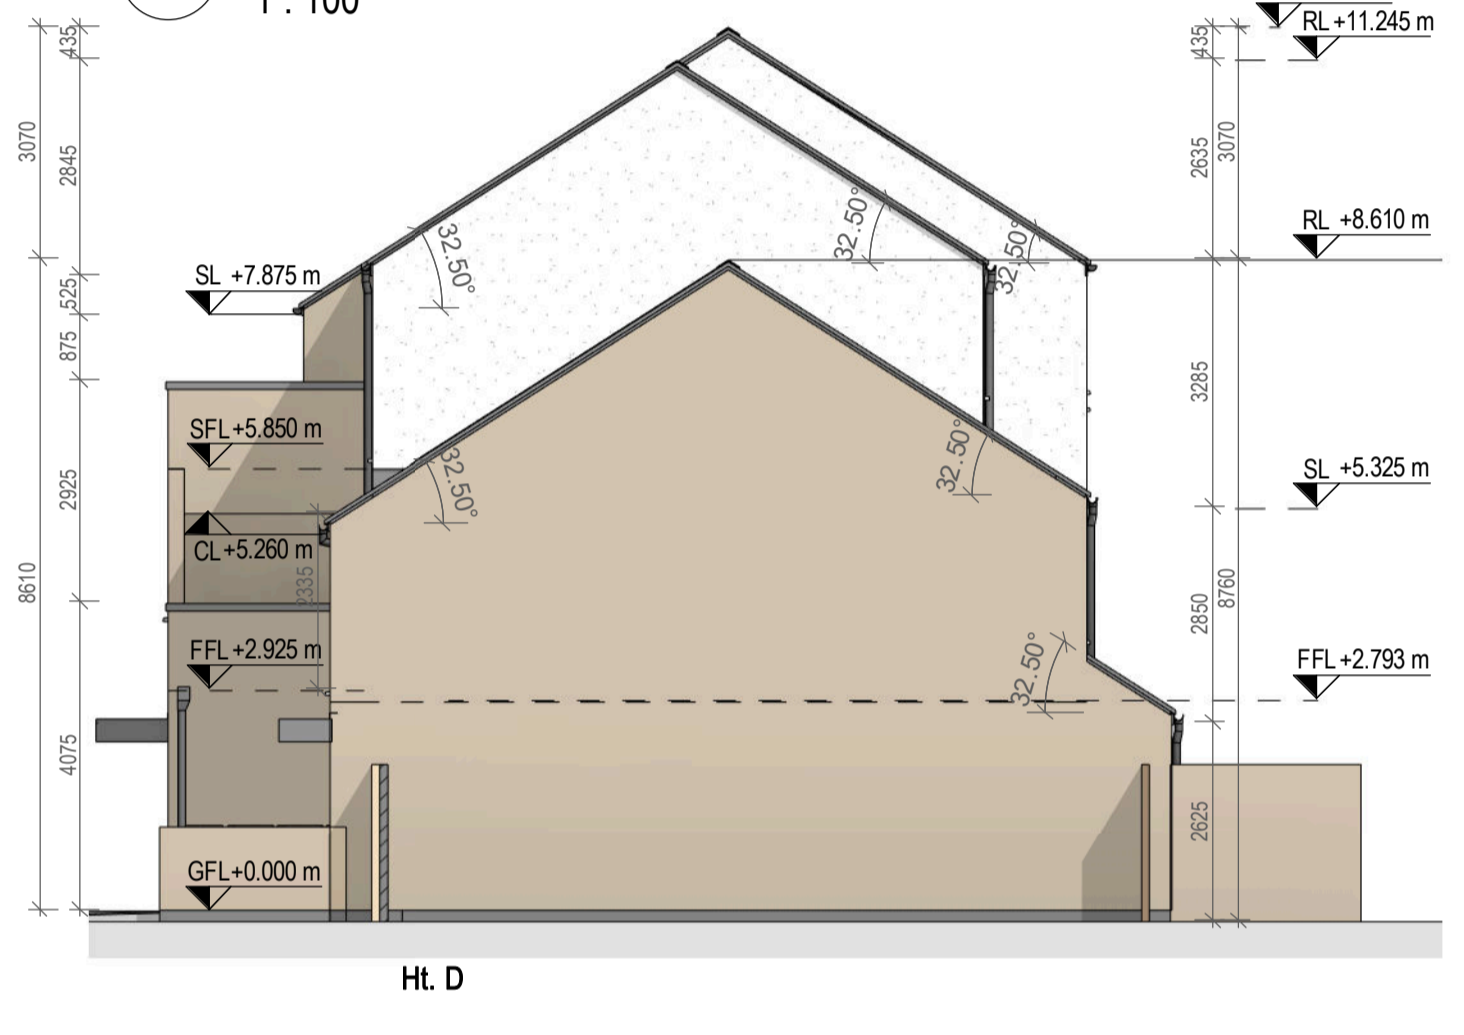 1 : 100
RL +11.245 m
435
435
3070
2845
2635
3070
32.50°
32.50°
32.50°
RL +8.610 m
SL +7.875 m
525
875
3285
SFL+5.850 m
32.50°
32.50°
SL +5.325 m
2925
CL+5.260 m
2335
8610
2850
8760
FFL+2.925 m
32.50°
FFL+2.793 m
4075
2625
GFL+0.000 m
Ht. D